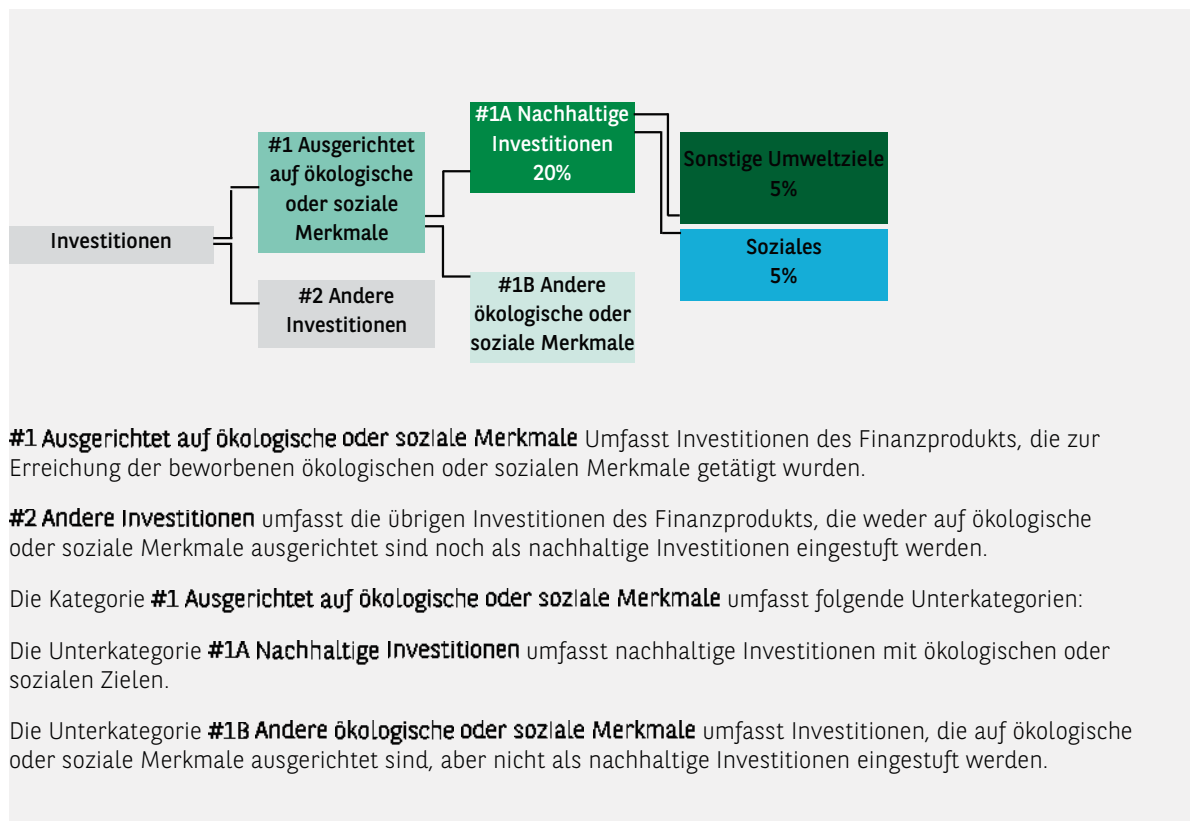 #1A Nachhaltige
Investitionen
20%
#1 Ausgerichtet
auf ökologische
oder soziale
Merkmale
Sonstige Umweltziele
5%
Investitionen
Soziales
5%
#2 Andere
Investitionen
#1B Andere
ökologische oder
soziale Merkmale
#1 Ausgerichtet auf ökologische oder soziale Merkmale Umfasst Investitionen des Finanzprodukts, die zur
Erreichung der beworbenen ökologischen oder sozialen Merkmale getätigt wurden.
#2 Andere Investitionen umfasst die übrigen Investitionen des Finanzprodukts, die weder auf ökologische
oder soziale Merkmale ausgerichtet sind noch als nachhaltige Investitionen eingestuft werden.
Die Kategorie #1 Ausgerichtet auf ökologische oder soziale Merkmale umfasst folgende Unterkategorien:
Die Unterkategorie #1A Nachhaltige Investitionen umfasst nachhaltige Investitionen mit ökologischen oder
sozialen Zielen.
Die Unterkategorie #1B Andere ökologische oder soziale Merkmale umfasst Investitionen, die auf ökologische
oder soziale Merkmale ausgerichtet sind, aber nicht als nachhaltige Investitionen eingestuft werden.